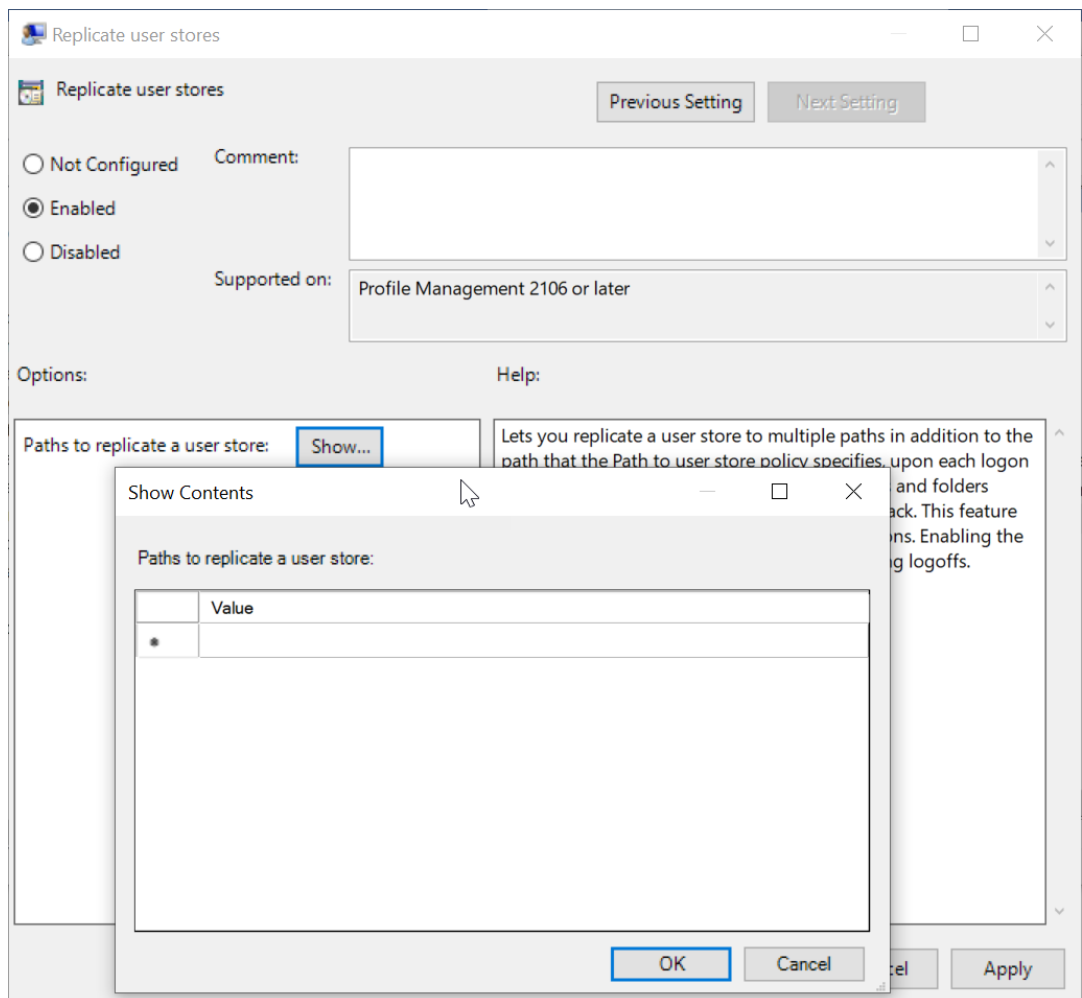 Replicate user stores
Replicate user stores
Previous Setting
Next Setting
Not Configured
Comment:
Enabled
Disabled
Supported on:
Profile Management 2106 or later
Options:
Help:
Paths to replicate a user store:
Show...
Lets you replicate a user store to multiple paths in addition to the
path that the Path to user store policy specifies, upon each logon
and folders
This feature
Enabling the
logoffs.
Show Contents
Paths to replicate a user store:
Value
OK
Cancel
Apply